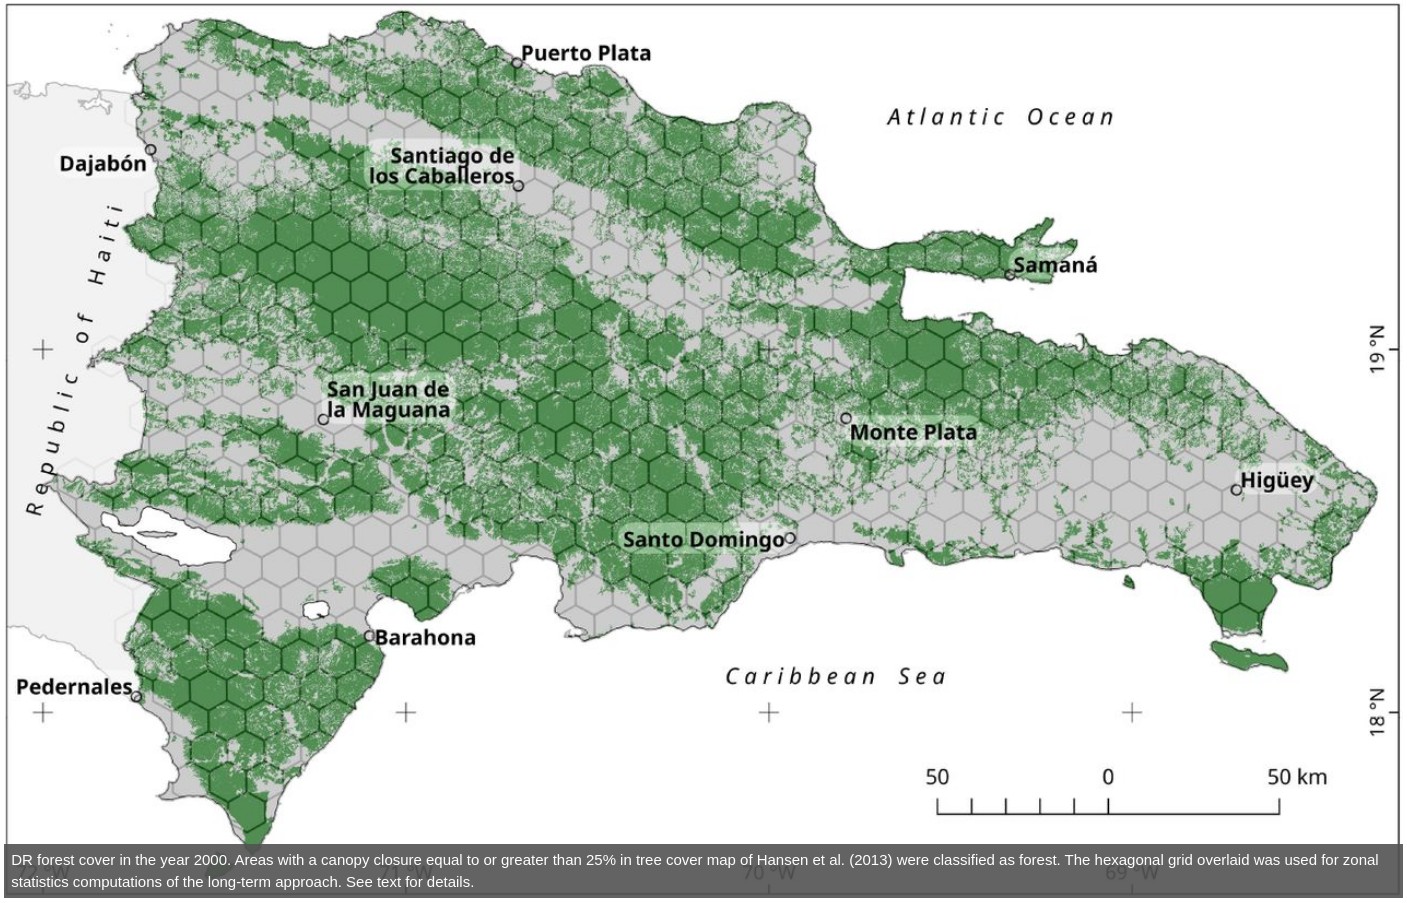 Puerto Plata
Atlantic Ocean
Dajabón
Santiago de
los Caballeros
Republic of Haiti
Samaná
19 °N
San Juan de
la Maguana
Monte Plata
Higüey
Santo Domingo
Barahona
Caribbean Sea
Pedernales
18 °N
50 0 50 km
DR forest cover in the year 2000. Areas with a canopy closure equal to or greater than 25% in tree cover map of Hansen et al. (2013) were classified as forest. The hexagonal grid overlaid was used for zonal
statistics computations of the long-term approach. See text for details.
72 °W 71 °W 70 °W 69 °W